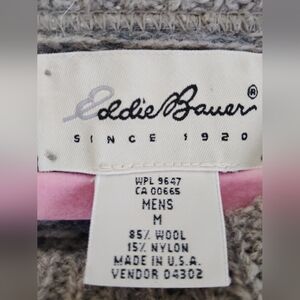 Eddie Bauer®
SINCE 1920
WPL 9647
CA 00665
MENS
M
85% WOOL
15% NYLON
MADE IN U.S.A.
VENDOR 04302